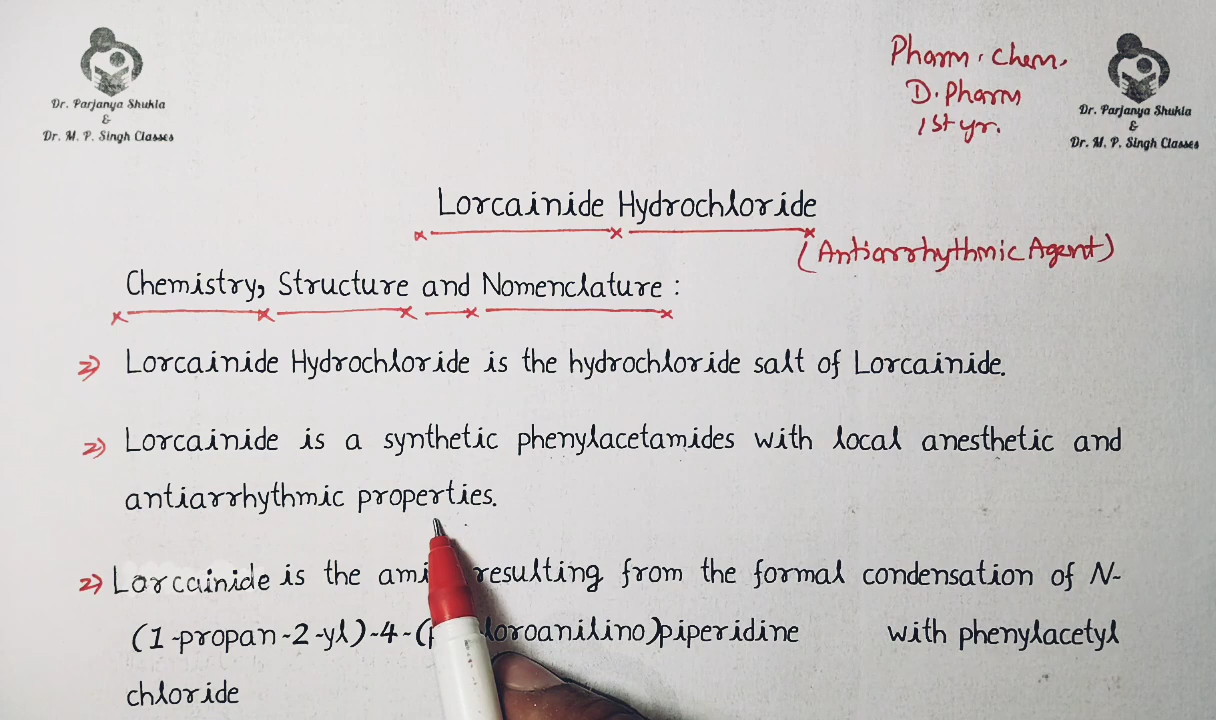 Dr. Parjanya Shukla
&
Dr. M. P. Singh Classes
Pharm. Chem.
D. Pharm
1st yr.
Dr. Parjanya Shukla
&
Dr. M. P. Singh Classes
Lorcainide Hydrochloride
(Antiarrhythmic Agent)
Chemistry, Structure and Nomenclature :
Lorcainide Hydrochloride is the hydrochloride salt of Lorcainide.
Lorcainide is a synthetic phenylacetamides with local anesthetic and
antiarrhythmic properties.
Lorcainide is the resulting from the formal condensation of N-
(1-propan-2-yl)-4-( piperidine with phenylacetyl
chloride